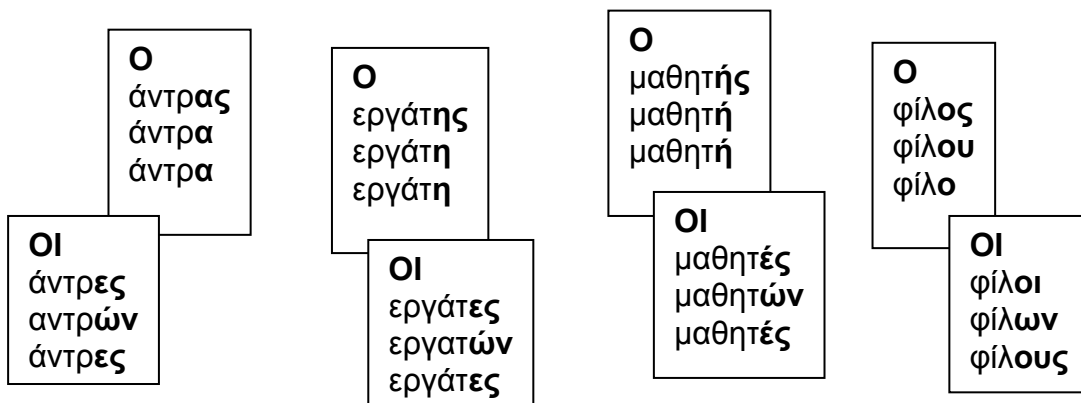 Ο
άντρας
άντρα
άντρα
ΟΙ
άντρες
αντρών
άντρες
Ο
εργάτης
εργάτη
εργάτη
ΟΙ
εργάτες
εργατών
εργάτες
Ο
μαθητής
μαθητή
μαθητή
ΟΙ
μαθητές
μαθητών
μαθητές
Ο
φίλος
φίλου
φίλο
ΟΙ
φίλοι
φίλων
φίλους